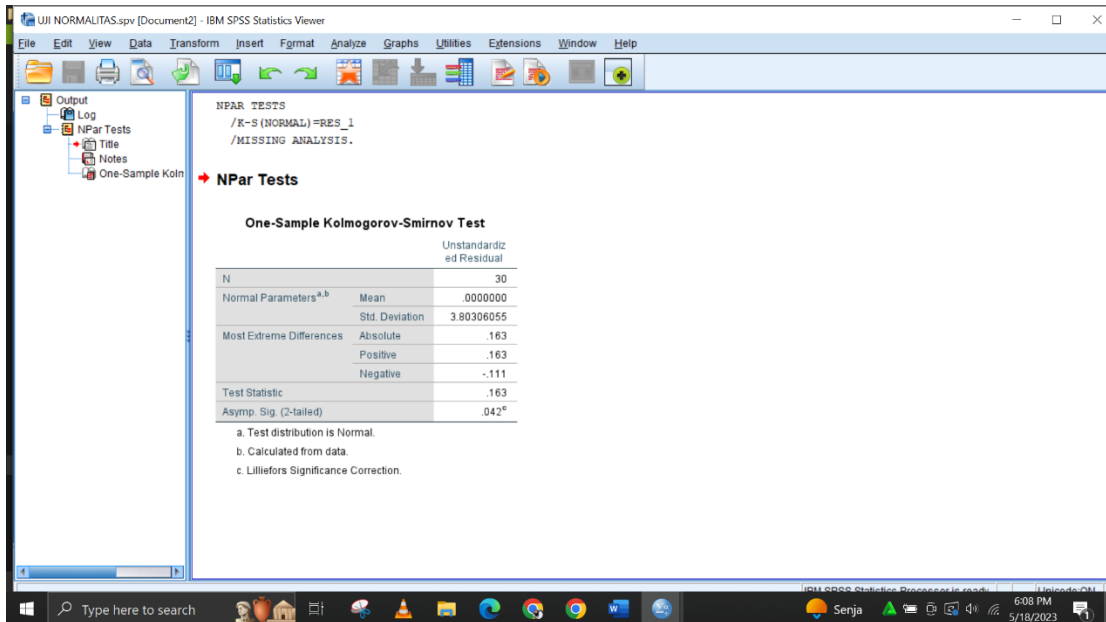 UJI NORMALITAS.spv [Document2] - IBM SPSS Statistics Viewer
File Edit View Data Transform Insert Format Analyze Graphs Utilities Extensions Window Help
Output
Log
NPar Tests
Title
Notes
One-Sample Kolm
NPAR TESTS
/K-S(NORMAL)=RES_1
/MISSING ANALYSIS.
NPar Tests
One-Sample Kolmogorov-Smirnov Test
Unstandardiz
ed Residual
N 30
Normal Parameters a,b Mean .0000000
Std. Deviation 3.80306055
Most Extreme Differences Absolute .163
Positive .163
Negative -.111
Test Statistic .163
Asymp. Sig. (2-tailed) .042 c
a. Test distribution is Normal.
b. Calculated from data.
c. Lilliefors Significance Correction.
IBM SPSS Statistics Processor is ready Unicode:ON
Type here to search
Senja
6:08 PM
5/18/2023